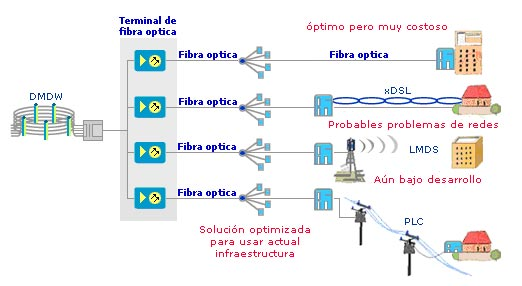 Terminal de
fibra optica
óptimo pero muy costoso
Fibra optica
Fibra optica
DMDW
Fibra optica
xDSL
Probables problemas de redes
Fibra optica
LMDS
Aún bajo desarrollo
Fibra optica
Solución optimizada
para usar actual
infraestructura
PLC